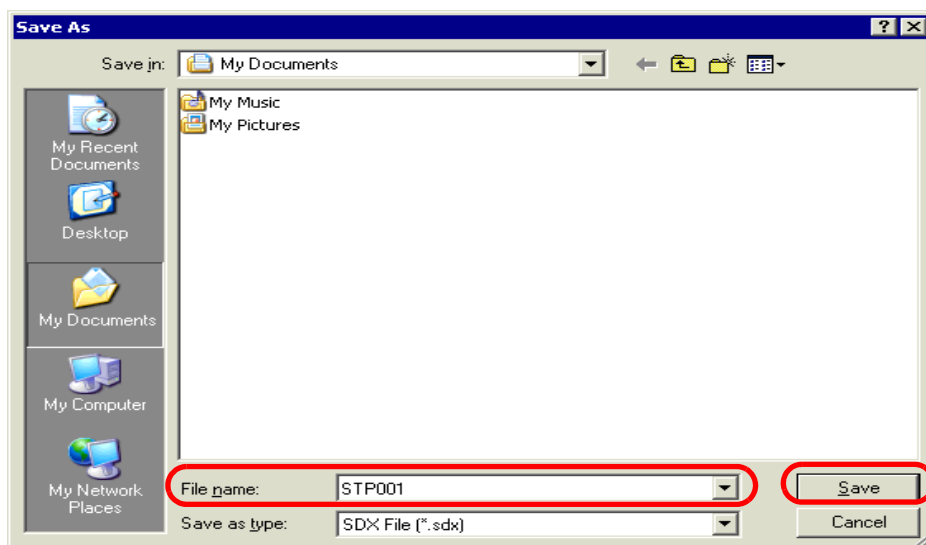 Save As
Save in: My Documents
My Music
My Pictures
My Recent
Documents
Desktop
My Documents
My Computer
My Network
Places
File name: STP001 Save
Save as type: SDX File (*.sdx) Cancel